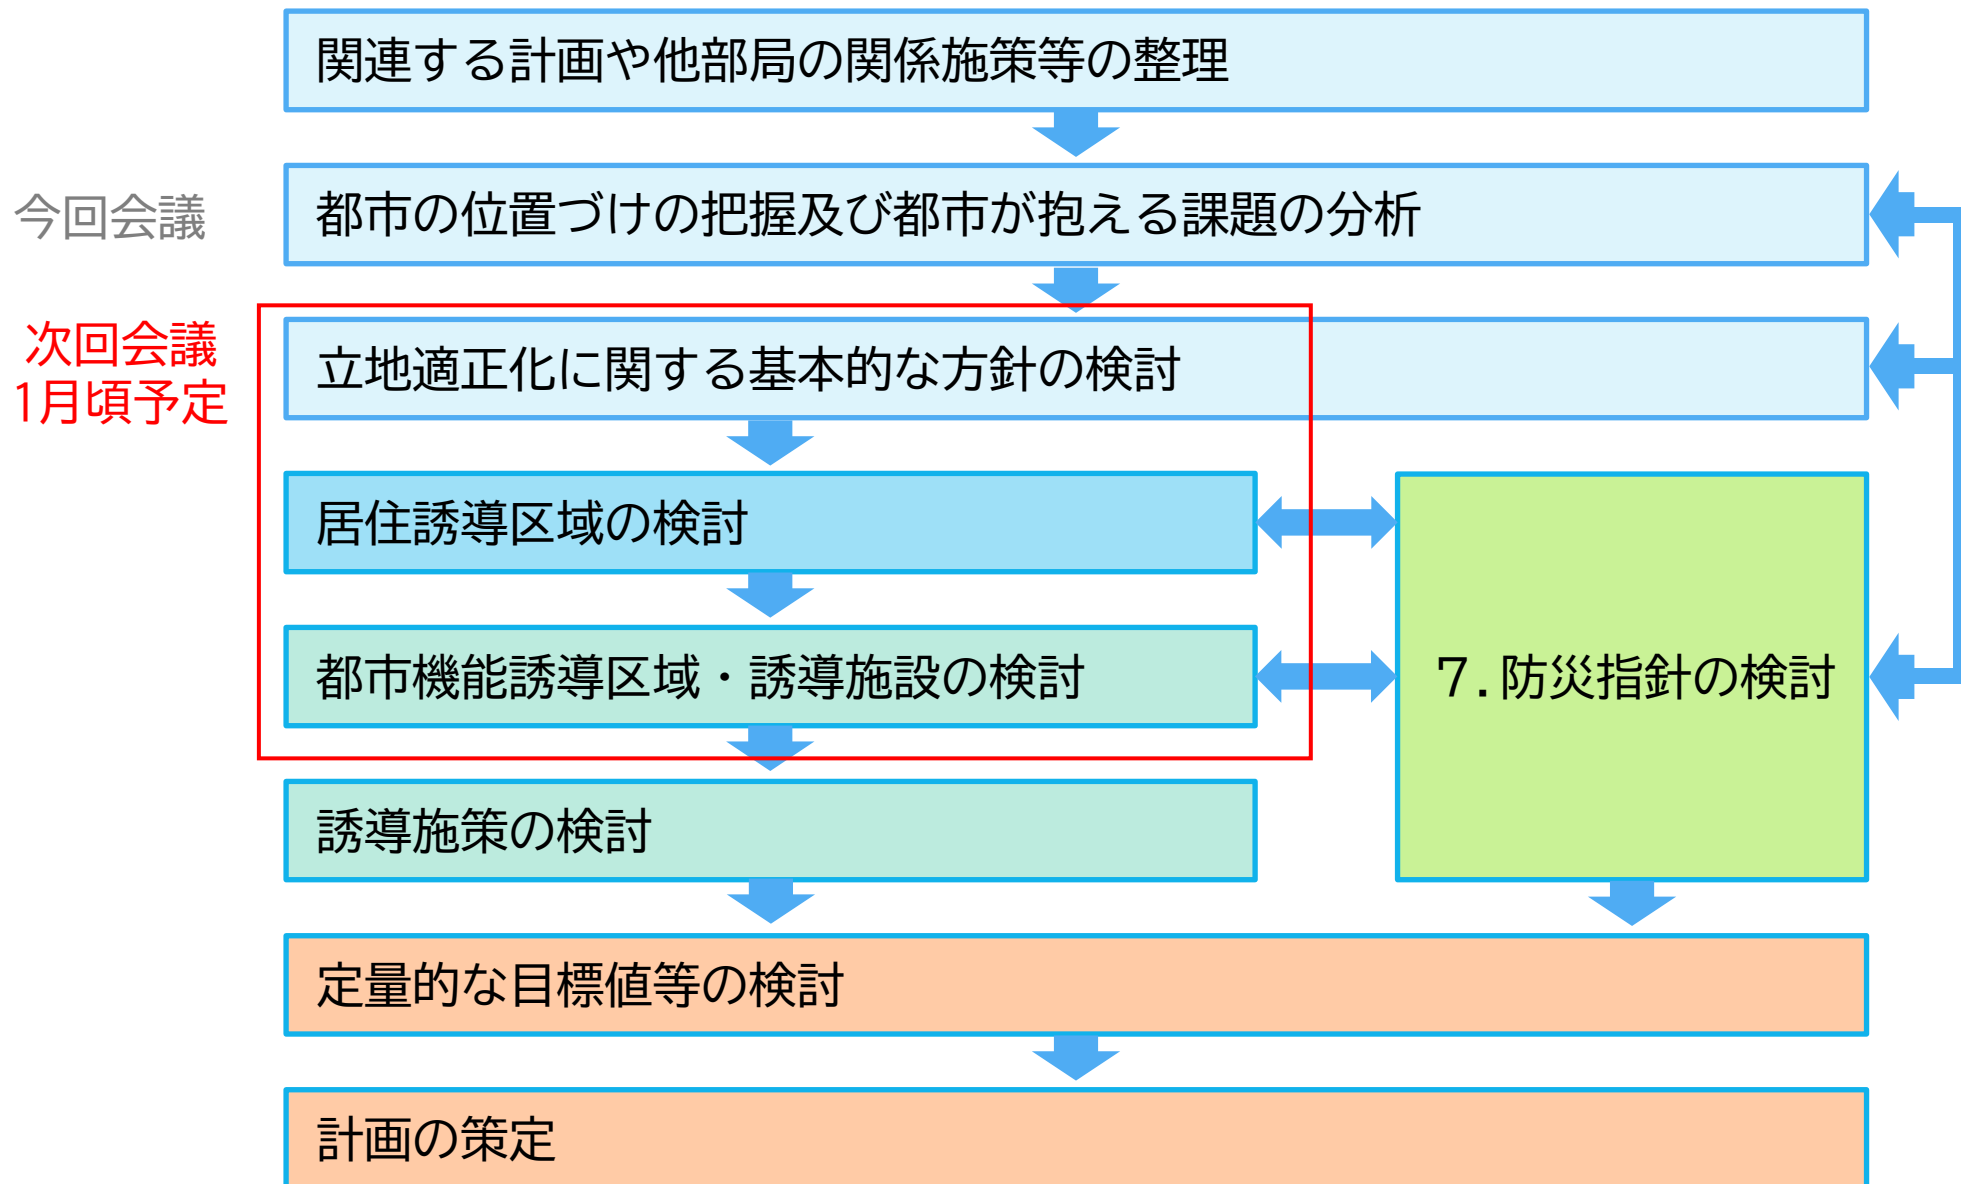 関連する計画や他部局の関係施策等の整理
今回会議
都市の位置づけの把握及び都市が抱える課題の分析
次回会議
1月頃予定
立地適正化に関する基本的な方針の検討
居住誘導区域の検討
都市機能誘導区域・誘導施設の検討
7.防災指針の検討
誘導施策の検討
定量的な目標値等の検討
計画の策定